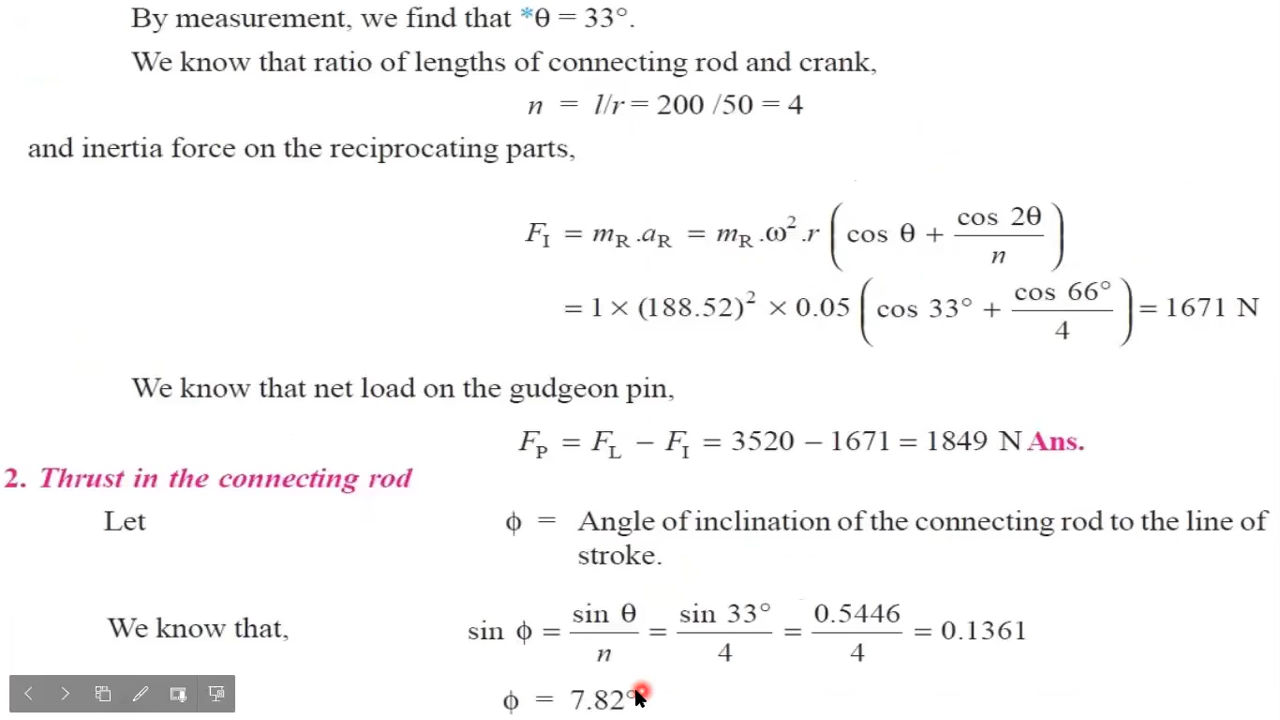 By measurement, we find that *θ = 33°.
We know that ratio of lengths of connecting rod and crank,
n = l/r = 200 /50 = 4
and inertia force on the reciprocating parts,
F_I = m_R .a_R = m_R .ω² .r (cos θ + cos 2θ / n)
= 1 × (188.52)² × 0.05 (cos 33° + cos 66° / 4) = 1671 N
We know that net load on the gudgeon pin,
F_P = F_L − F_I = 3520 − 1671 = 1849 N Ans.
2. Thrust in the connecting rod
Let ϕ = Angle of inclination of the connecting rod to the line of
stroke.
We know that, sin ϕ = sin θ / n = sin 33° / 4 = 0.5446 / 4 = 0.1361
ϕ = 7.82°